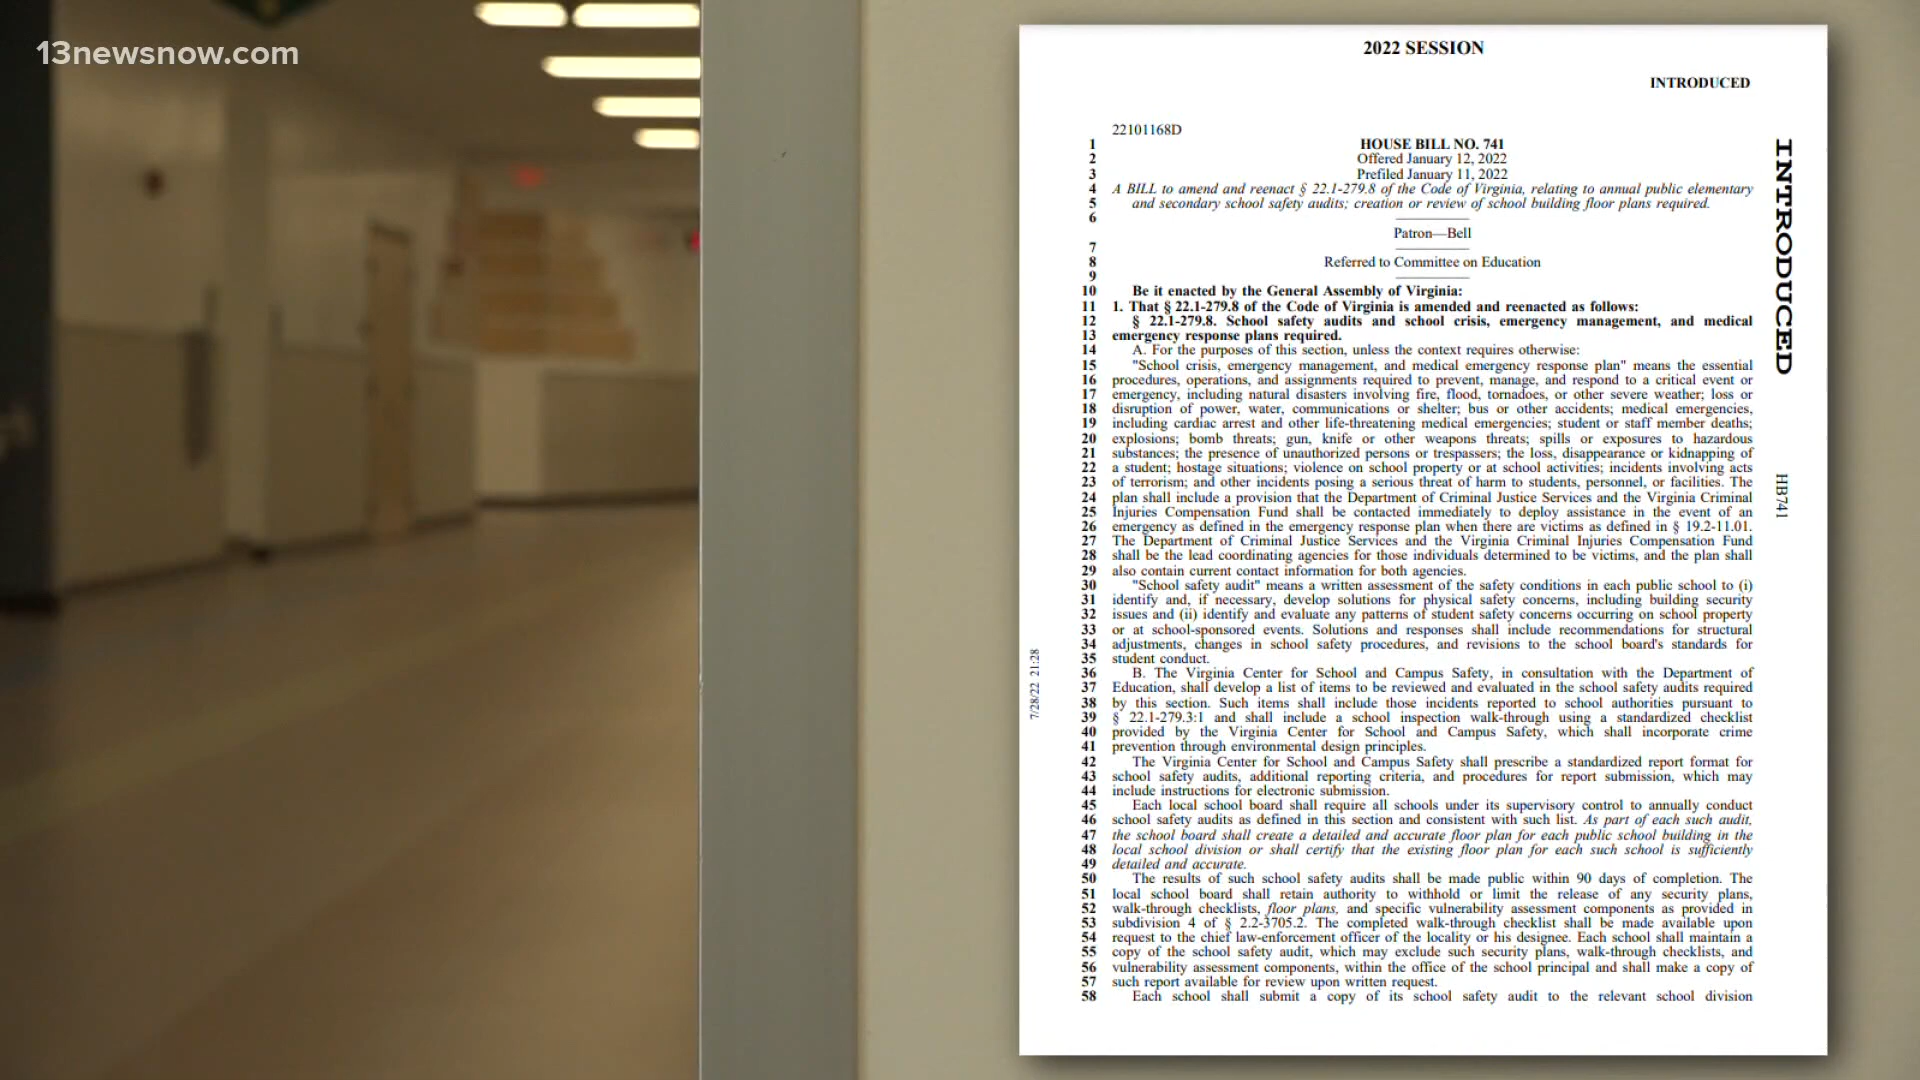 13newsnow.com
2022 SESSION
INTRODUCED
22101168D
1 HOUSE BILL NO. 741
2 Offered January 12, 2022
3 Prefiled January 11, 2022
4 A BILL to amend and reenact § 22.1-279.8 of the Code of Virginia, relating to annual public elementary
5 and secondary school safety audits; creation or review of school building floor plans required.
6
Patron—Bell
7
8 Referred to Committee on Education
9
10 Be it enacted by the General Assembly of Virginia:
11 1. That § 22.1-279.8 of the Code of Virginia is amended and reenacted as follows:
12 § 22.1-279.8. School safety audits and school crisis, emergency management, and medical
13 emergency response plans required.
14 A. For the purposes of this section, unless the context requires otherwise:
15 "School crisis, emergency management, and medical emergency response plan" means the essential
16 procedures, operations, and assignments required to prevent, manage, and respond to a critical event or
17 emergency, including natural disasters involving fire, flood, tornadoes, or other severe weather; loss or
18 disruption of power, water, communications or shelter; bus or other accidents; medical emergencies,
19 including cardiac arrest and other life-threatening medical emergencies; student or staff member deaths;
20 explosions; bomb threats; gun, knife or other weapons threats; spills or exposures to hazardous
21 substances; the presence of unauthorized persons or trespassers; the loss, disappearance or kidnapping of
22 a student; hostage situations; violence on school property or at school activities; incidents involving acts
23 of terrorism; and other incidents posing a serious threat of harm to students, personnel, or facilities. The
24 plan shall include a provision that the Department of Criminal Justice Services and the Virginia Criminal
25 Injuries Compensation Fund shall be contacted immediately to deploy assistance in the event of an
26 emergency as defined in the emergency response plan when there are victims as defined in § 19.2-11.01.
27 The Department of Criminal Justice Services and the Virginia Criminal Injuries Compensation Fund
28 shall be the lead coordinating agencies for those individuals determined to be victims, and the plan shall
29 also contain current contact information for both agencies.
30 "School safety audit" means a written assessment of the safety conditions in each public school to (i)
31 identify and, if necessary, develop solutions for physical safety concerns, including building security
32 issues and (ii) identify and evaluate any patterns of student safety concerns occurring on school property
33 or at school-sponsored events. Solutions and responses shall include recommendations for structural
34 adjustments, changes in school safety procedures, and revisions to the school board's standards for
35 student conduct.
36 B. The Virginia Center for School and Campus Safety, in consultation with the Department of
37 Education, shall develop a list of items to be reviewed and evaluated in the school safety audits required
38 by this section. Such items shall include those incidents reported to school authorities pursuant to
39 § 22.1-279.3:1 and shall include a school inspection walk-through using a standardized checklist
40 provided by the Virginia Center for School and Campus Safety, which shall incorporate crime
41 prevention through environmental design principles.
42 The Virginia Center for School and Campus Safety shall prescribe a standardized report format for
43 school safety audits, additional reporting criteria, and procedures for report submission, which may
44 include instructions for electronic submission.
45 Each local school board shall require all schools under its supervisory control to annually conduct
46 school safety audits as defined in this section and consistent with such list. As part of each such audit,
47 the school board shall create a detailed and accurate floor plan for each public school building in the
48 local school division or shall certify that the existing floor plan for each such school is sufficiently
49 detailed and accurate.
50 The results of such school safety audits shall be made public within 90 days of completion. The
51 local school board shall retain authority to withhold or limit the release of any security plans,
52 walk-through checklists, floor plans, and specific vulnerability assessment components as provided in
53 subdivision 4 of § 2.2-3705.2. The completed walk-through checklist shall be made available upon
54 request to the chief law-enforcement officer of the locality or his designee. Each school shall maintain a
55 copy of the school safety audit, which may exclude such security plans, walk-through checklists, and
56 vulnerability assessment components, within the office of the school principal and shall make a copy of
57 such report available for review upon written request.
58 Each school shall submit a copy of its school safety audit to the relevant school division
INTRODUCED
HB741
7/28/22 21:28